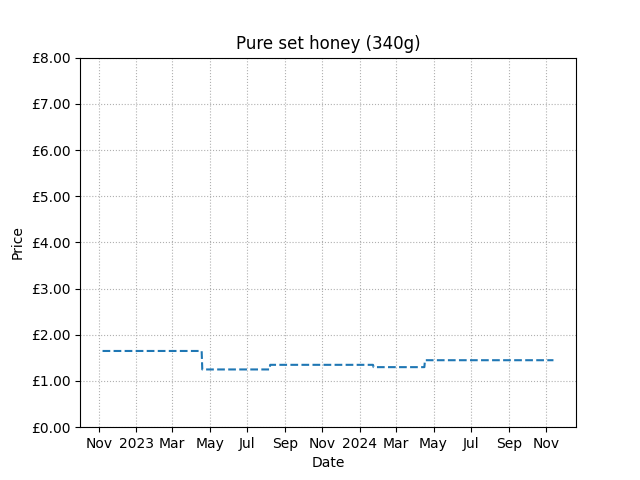 Pure set honey (340g)
£8.00
£7.00
£6.00
£5.00
£4.00
£3.00
£2.00
£1.00
£0.00
Price
Nov 2023 Mar May Jul Sep Nov 2024 Mar May Jul Sep Nov
Date